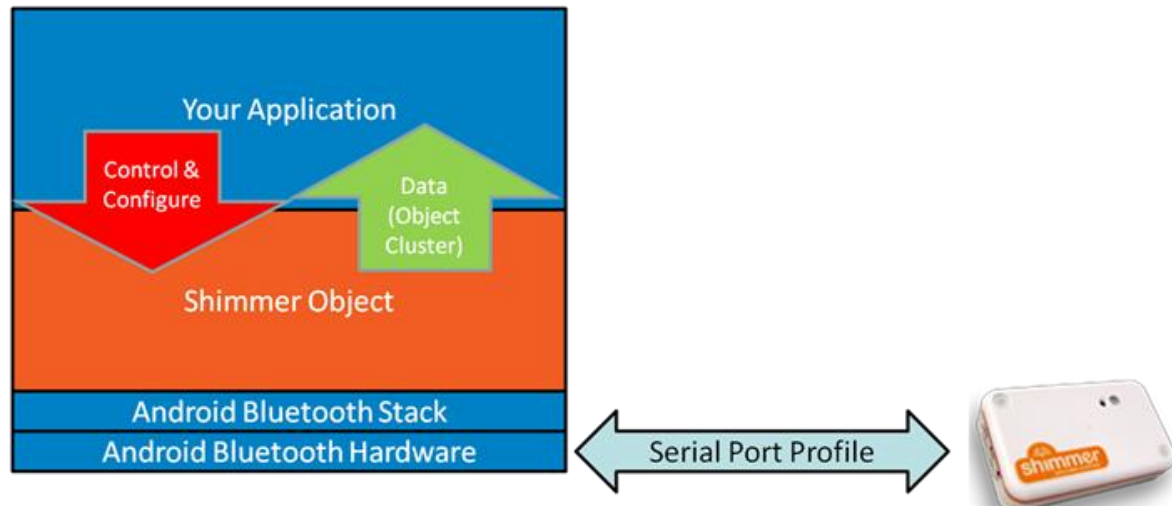 Your Application
Control &
Configure
Data
(Object
Cluster)
Shimmer Object
Android Bluetooth Stack
Android Bluetooth Hardware
Serial Port Profile
shimmer